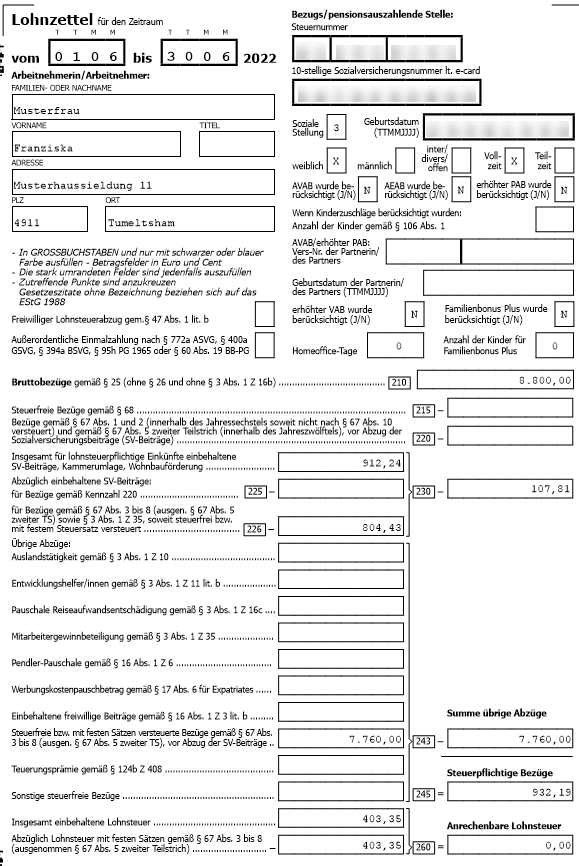 Lohnzettel für den Zeitraum
T T M M T T M M
vom 0 1 0 6 bis 3 0 0 6 2022
Arbeitnehmerin/Arbeitnehmer:
FAMILIEN- ODER NACHNAME
Musterfrau
VORNAME TITEL
Franziska
ADRESSE
Musterhaussieldung 11
PLZ ORT
4911 Tumeltsham
- In GROSSBUCHSTABEN und nur mit schwarzer oder blauer
Farbe ausfüllen - Betragsfelder in Euro und Cent
- Die stark umrandeten Felder sind jedenfalls auszufüllen
- Zutreffende Punkte sind anzukreuzen
Gesetzeszitate ohne Bezeichnung beziehen sich auf das
EStG 1988
Freiwilliger Lohnsteuerabzug gem.§ 47 Abs. 1 lit. b
Außerordentliche Einmalzahlung nach § 772a ASVG, § 400a
GSVG, § 394a BSVG, § 95h PG 1965 oder § 60 Abs. 19 BB-PG
Bezugs/pensionsauszahlende Stelle:
Steuernummer
10-stellige Sozialversicherungsnummer lt. e-card
Soziale
Stellung 3
Geburtsdatum
(TTMMJJJJ)
weiblich X männlich
inter/
divers/
offen
Voll-
zeit X
Teil-
zeit
AVAB wurde be-
rücksichtigt (J/N) N
AEAB wurde be-
rücksichtigt (J/N) N
erhöhter PAB wurde
berücksichtigt (J/N) N
Wenn Kinderzuschläge berücksichtigt wurden:
Anzahl der Kinder gemäß § 106 Abs. 1
AVAB/erhöhter PAB:
Vers-Nr. der Partnerin/
des Partners
Geburtsdatum der Partnerin/
des Partners (TTMMJJJJ)
erhöhter VAB wurde
berücksichtigt (J/N) N
Familienbonus Plus wurde
berücksichtigt (J/N) N
Homeoffice-Tage 0
Anzahl der Kinder für
Familienbonus Plus 0
Bruttobezüge gemäß § 25 (ohne § 26 und ohne § 3 Abs. 1 Z 16b) 210 8.800,00
Steuerfreie Bezüge gemäß § 68 215 –
Bezüge gemäß § 67 Abs. 1 und 2 (innerhalb des Jahressechstels soweit nicht nach § 67 Abs. 10
versteuert) und gemäß § 67 Abs. 5 zweiter Teilstrich (innerhalb des Jahreszwölftels), vor Abzug der
Sozialversicherungsbeiträge (SV-Beiträge) 220 –
Insgesamt für lohnsteuerpflichtige Einkünfte einbehaltene
SV-Beiträge, Kammerumlage, Wohnbauförderung 912,24
Abzüglich einbehaltene SV-Beiträge:
für Bezüge gemäß Kennzahl 220 225 – 230 – 107,81
für Bezüge gemäß § 67 Abs. 3 bis 8 (ausgen. § 67 Abs. 5
zweiter TS) sowie § 3 Abs. 1 Z 35, soweit steuerfrei bzw.
mit festem Steuersatz versteuert 226 – 804,43
Übrige Abzüge:
Auslandstätigkeit gemäß § 3 Abs. 1 Z 10
Entwicklungshelfer/innen gemäß § 3 Abs. 1 Z 11 lit. b
Pauschale Reiseaufwandsentschädigung gemäß § 3 Abs. 1 Z 16c
Mitarbeitergewinnbeteiligung gemäß § 3 Abs. 1 Z 35
Pendler-Pauschale gemäß § 16 Abs. 1 Z 6
Werbungskostenpauschbetrag gemäß § 17 Abs. 6 für Expatriates
Einbehaltene freiwillige Beiträge gemäß § 16 Abs. 1 Z 3 lit. b
Summe übrige Abzüge
Steuerfreie bzw. mit festen Sätzen versteuerte Bezüge gemäß § 67 Abs.
3 bis 8 (ausgen. § 67 Abs. 5 zweiter TS), vor Abzug der SV-Beiträge 7.760,00 243 – 7.760,00
Teuerungsprämie gemäß § 124b Z 408
Steuerpflichtige Bezüge
Sonstige steuerfreie Bezüge 245 = 932,19
Insgesamt einbehaltene Lohnsteuer 403,35
Anrechenbare Lohnsteuer
Abzüglich Lohnsteuer mit festen Sätzen gemäß § 67 Abs. 3 bis 8
(ausgenommen § 67 Abs. 5 zweiter Teilstrich) – 403,35 260 = 0,00